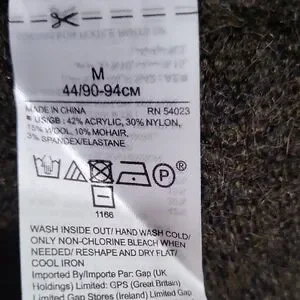 M
44/90-94CM
MADE IN CHINA RN 54023
US/GB: 42% ACRYLIC, 30% NYLON,
15% WOOL, 10% MOHAIR,
3% SPANDEX/ELASTANE
P
1166
WASH INSIDE OUT/ HAND WASH COLD/
ONLY NON-CHLORINE BLEACH WHEN
NEEDED/ RESHAPE AND DRY FLAT/
COOL IRON
Imported By/Importe Par: Gap (UK
Holdings) Limited: GPS (Great Britain)
Limited Gap Stores (Ireland) Limited Gap